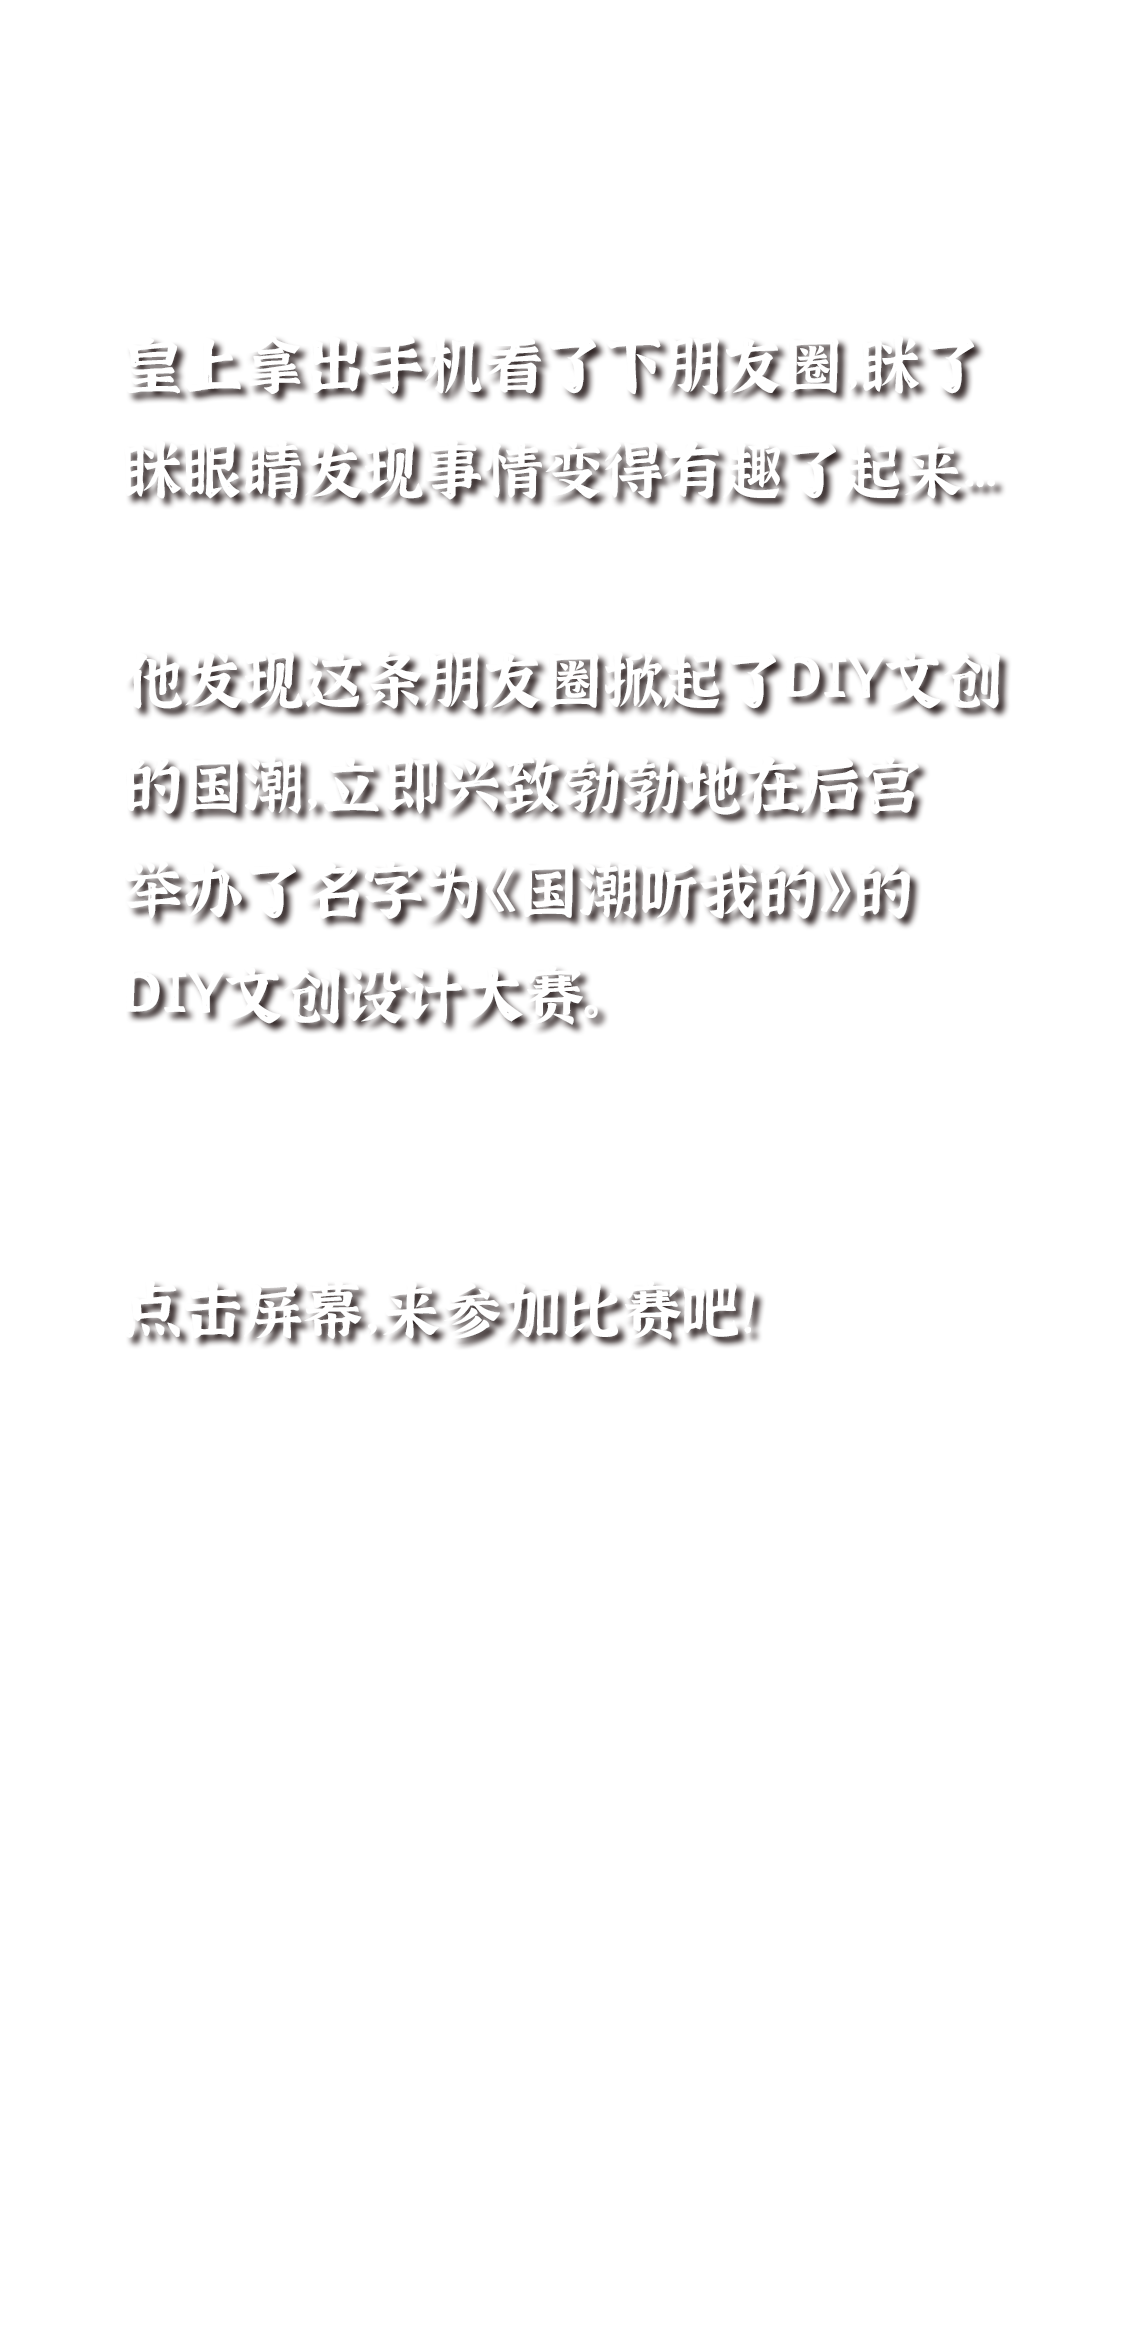 皇上拿出手机看了下朋友圈,眯了
眯眼睛发现事情变得有趣了起来...
他发现这条朋友圈掀起了DIY文创
的国潮,立即兴致勃勃地在后宫
举办了名字为《国潮听我的》的
DIY文创设计大赛。
点击屏幕,来参加比赛吧!